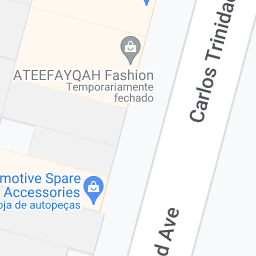 ATEEFAYQAH Fashion
Temporariamente
fechado
Carlos Trinidad
motive Spare
Accessories
oja de autopeças
d Ave